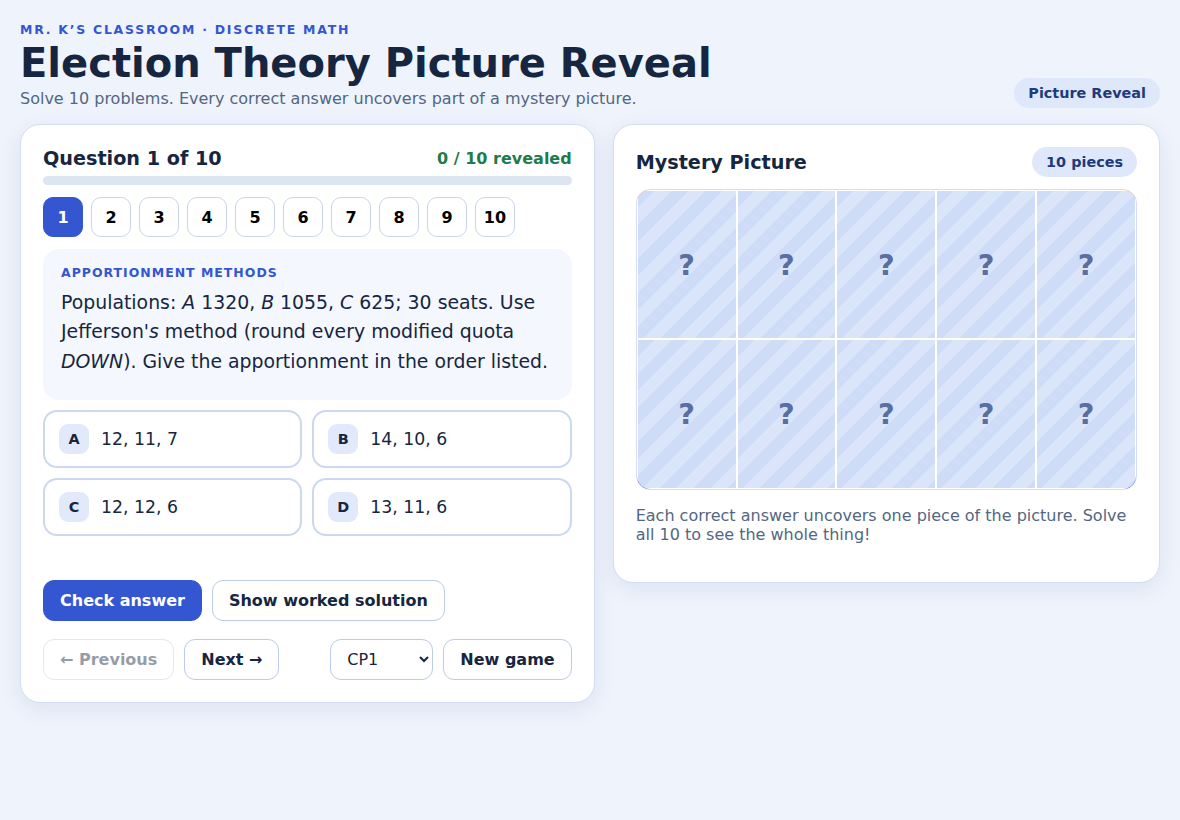 MR. K’S CLASSROOM · DISCRETE MATH
Election Theory Picture Reveal
Solve 10 problems. Every correct answer uncovers part of a mystery picture.
Picture Reveal
Question 1 of 10
0 / 10 revealed
1 2 3 4 5 6 7 8 9 10
APPORTIONMENT METHODS
Populations: A 1320, B 1055, C 625; 30 seats. Use
Jefferson's method (round every modified quota
DOWN). Give the apportionment in the order listed.
A 12, 11, 7
B 14, 10, 6
C 12, 12, 6
D 13, 11, 6
Check answer
Show worked solution
← Previous
Next →
CP1
New game
Mystery Picture
10 pieces
? ? ? ? ?
? ? ? ? ?
Each correct answer uncovers one piece of the picture. Solve
all 10 to see the whole thing!